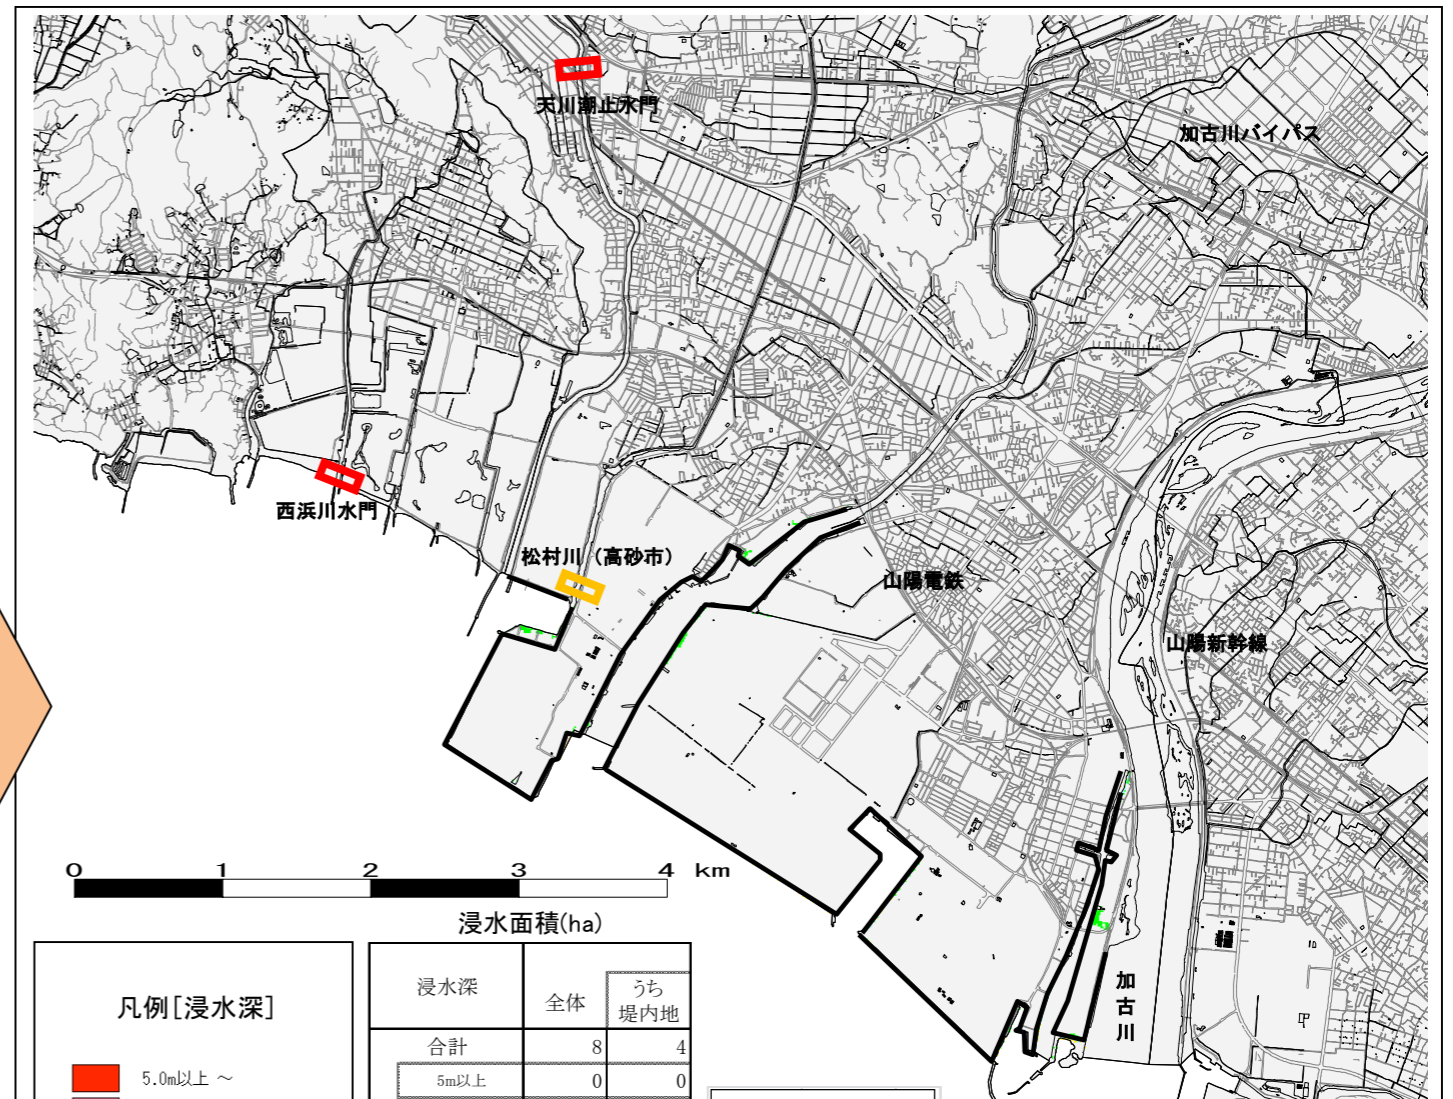 天川潮止水門
加古川バイパス
西浜川水門
松村川（高砂市）
山陽電鉄
山陽新幹線
0 1 2 3 4 km
浸水面積(ha)
凡例[浸水深]
5.0m以上 ～
浸水深 全体 うち堤内地
合計 8 4
5m以上 0 0
加古川